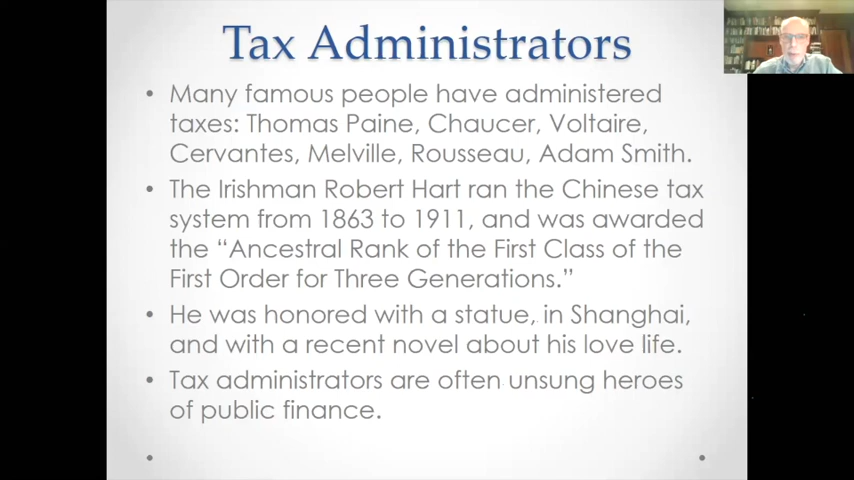 Tax Administrators
• Many famous people have administered
taxes: Thomas Paine, Chaucer, Voltaire,
Cervantes, Melville, Rousseau, Adam Smith.
• The Irishman Robert Hart ran the Chinese tax
system from 1863 to 1911, and was awarded
the “Ancestral Rank of the First Class of the
First Order for Three Generations.”
• He was honored with a statue, in Shanghai,
and with a recent novel about his love life.
• Tax administrators are often unsung heroes
of public finance.